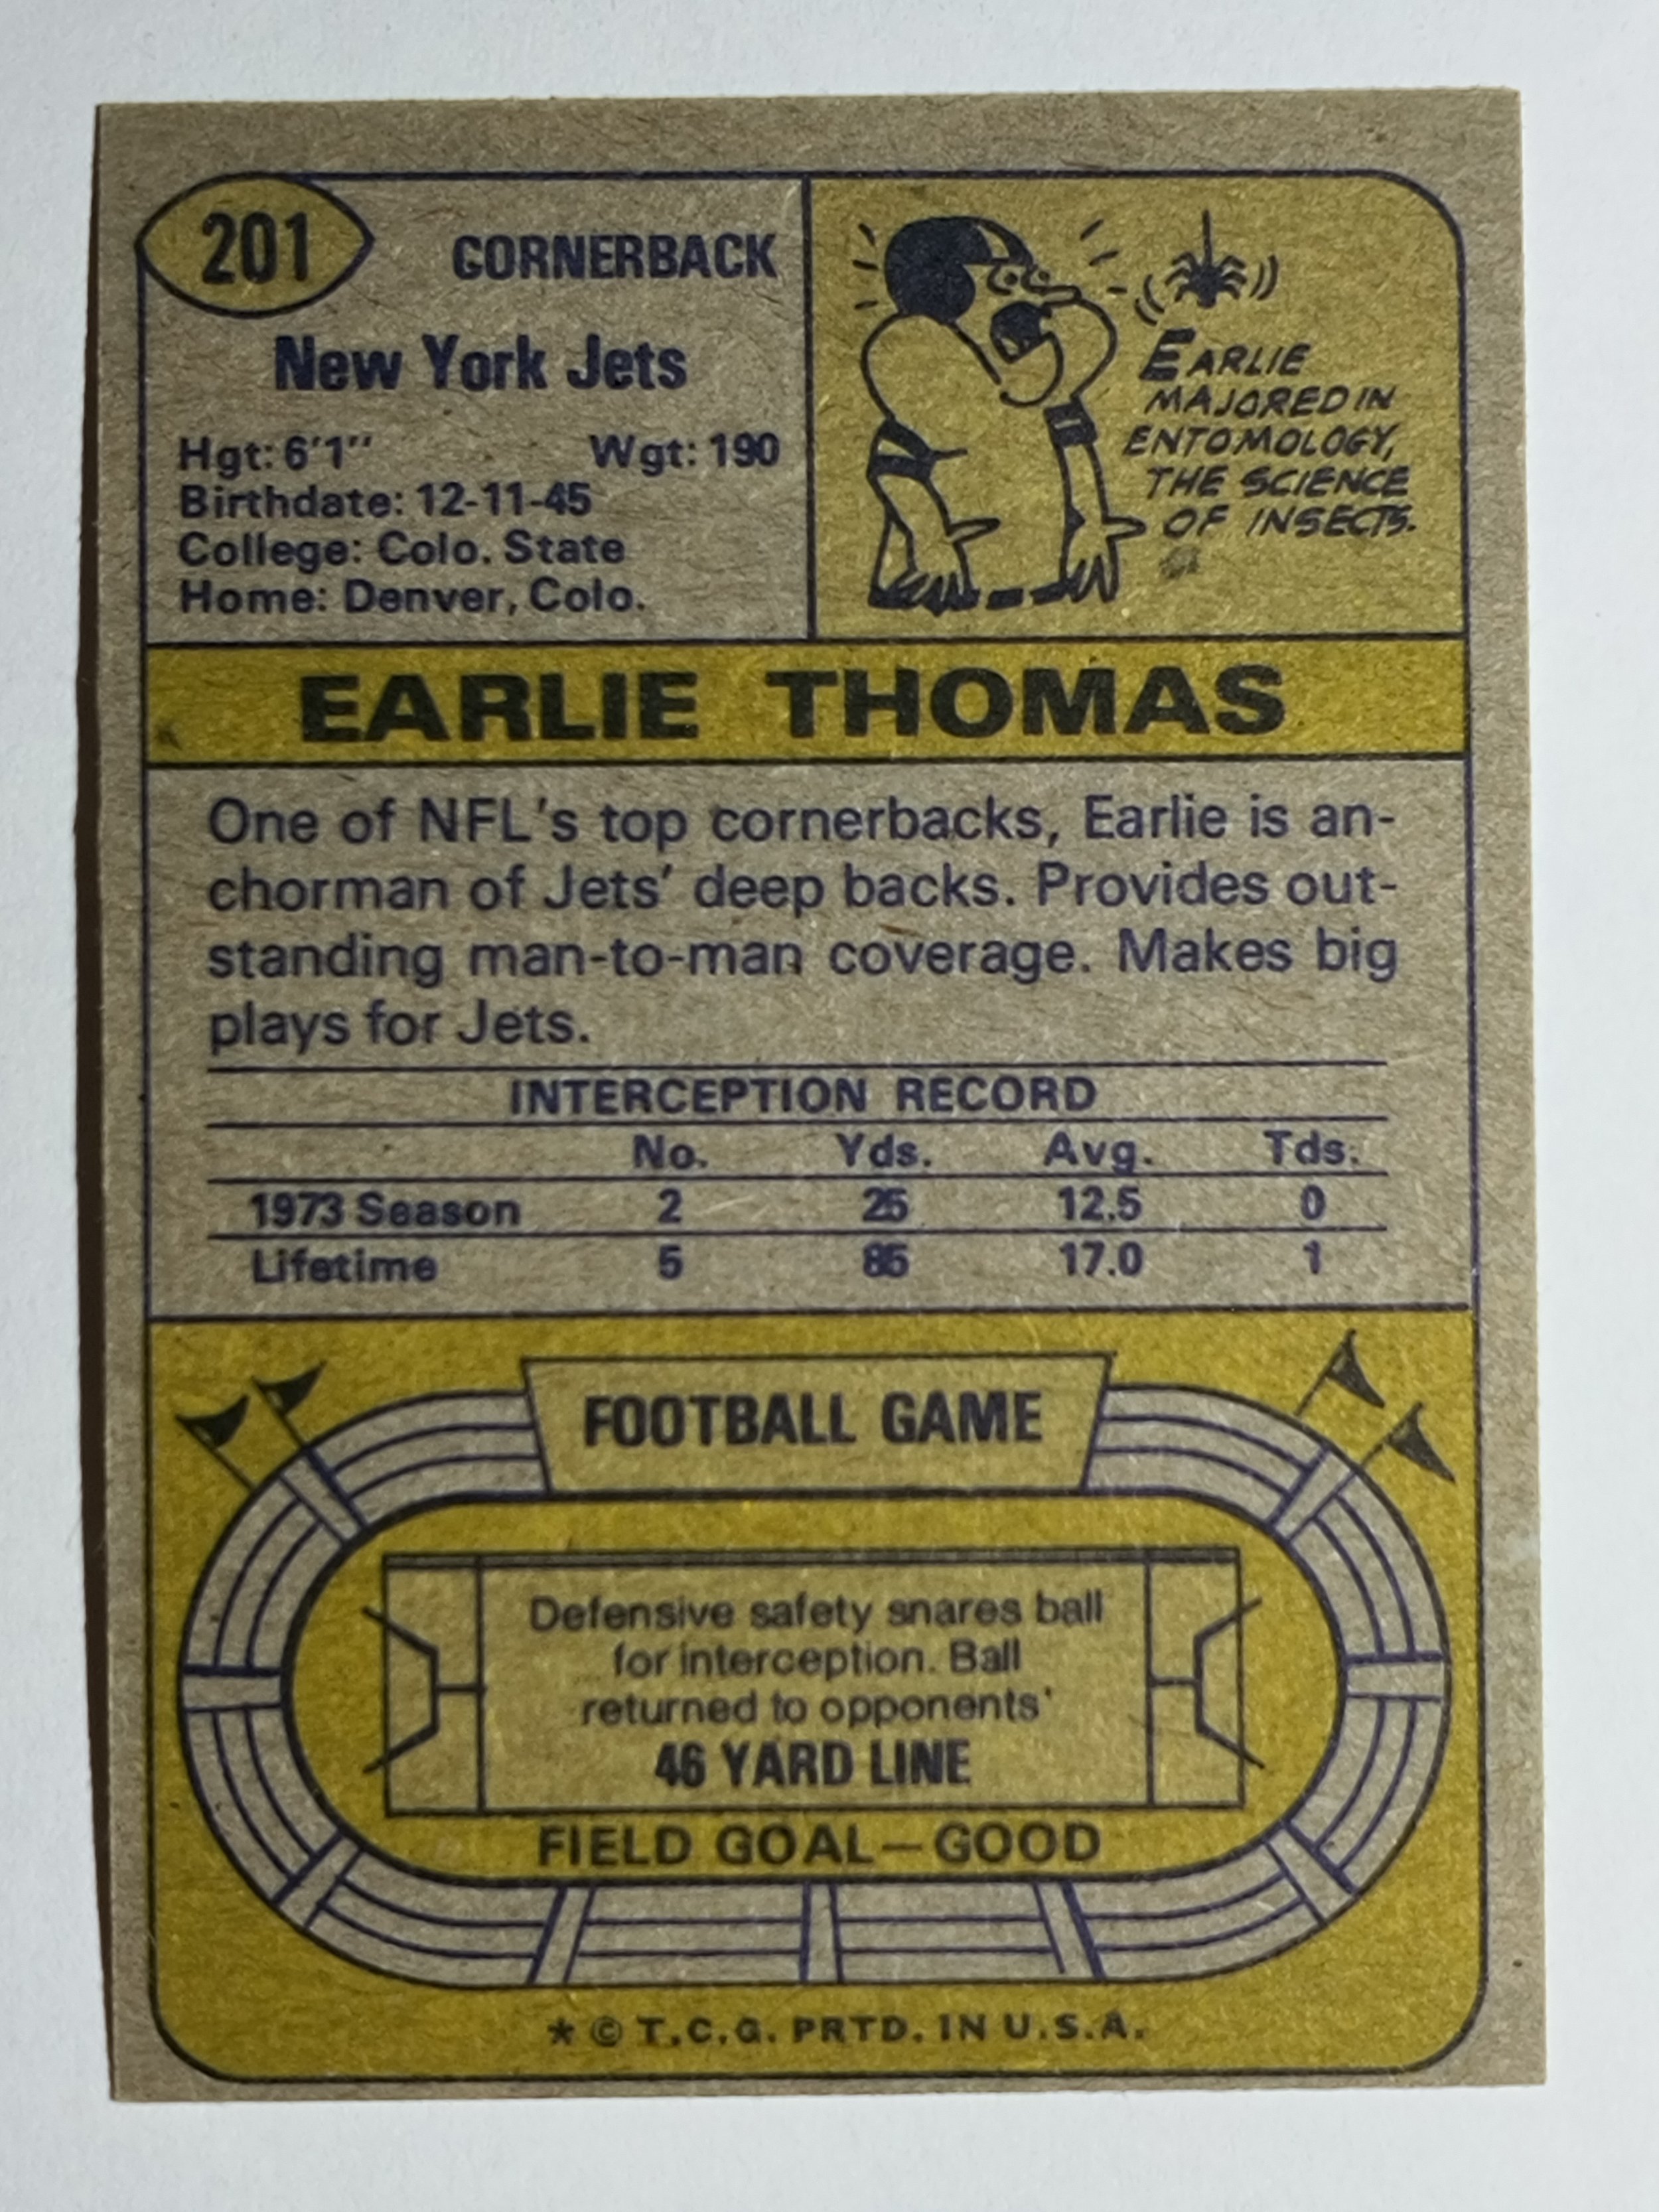 201
CORNERBACK
New York Jets
Hgt: 6'1" Wgt: 190
Birthdate: 12-11-45
College: Colo. State
Home: Denver, Colo.
EARLIE
MAJORED IN
ENTOMOLOGY,
THE SCIENCE
OF INSECTS.
EARLIE THOMAS
One of NFL's top cornerbacks, Earlie is an-
chorman of Jets' deep backs. Provides out-
standing man-to-man coverage. Makes big
plays for Jets.
INTERCEPTION RECORD
No. Yds. Avg. Tds.
1973 Season 2 25 12.5 0
Lifetime 5 85 17.0 1
FOOTBALL GAME
Defensive safety snares ball
for interception. Ball
returned to opponents'
46 YARD LINE
FIELD GOAL—GOOD
* © T.C.G. PRTD. IN U.S.A.